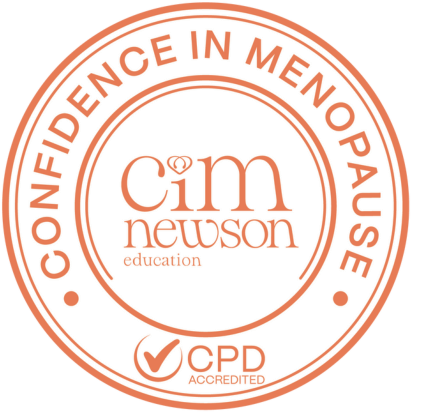 CONFIDENCE IN MENOPAUSE
cim
newson
education
CPD
ACCREDITED